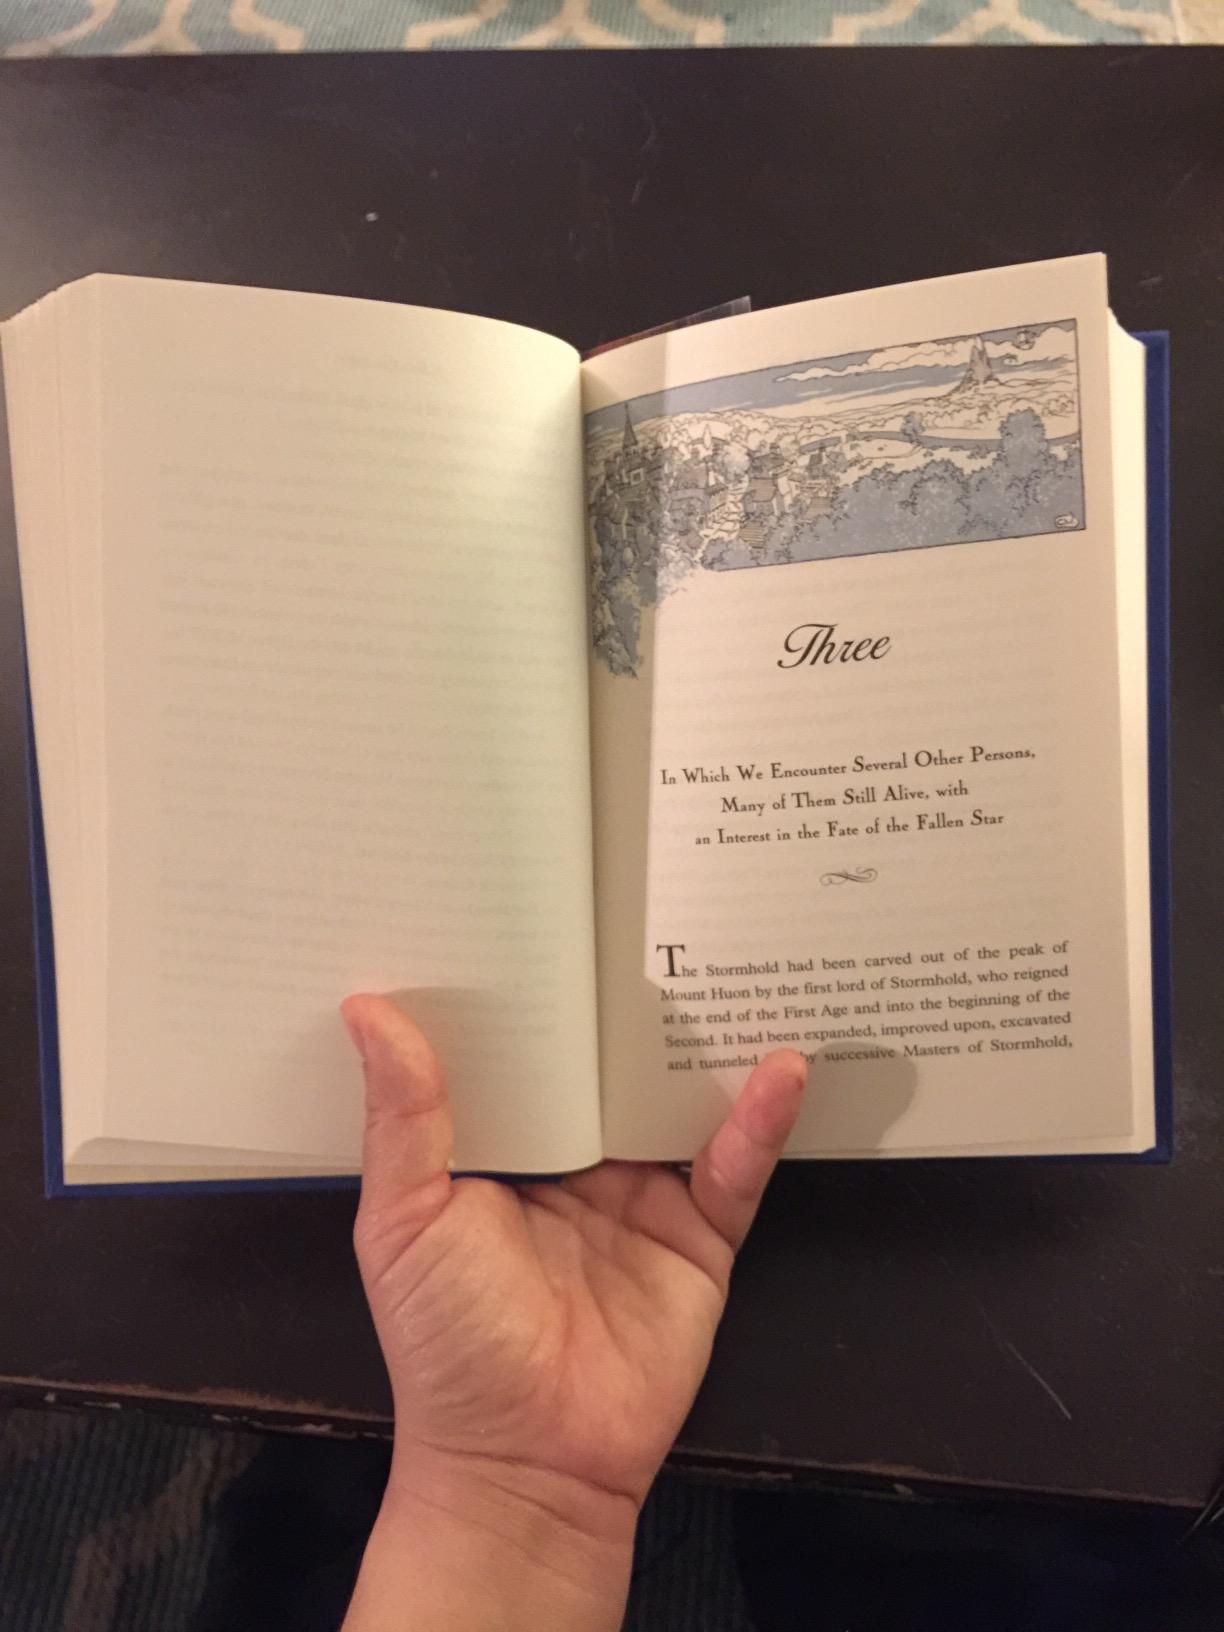 Three
In Which We Encounter Several Other Persons,
Many of Them Still Alive, with
an Interest in the Fate of the Fallen Star
The Stormhold had been carved out of the peak of
Mount Huon by the first lord of Stormhold, who reigned
at the end of the First Age and into the beginning of the
Second. It had been expanded, improved upon, excavated
and tunneled by successive Masters of Stormhold,